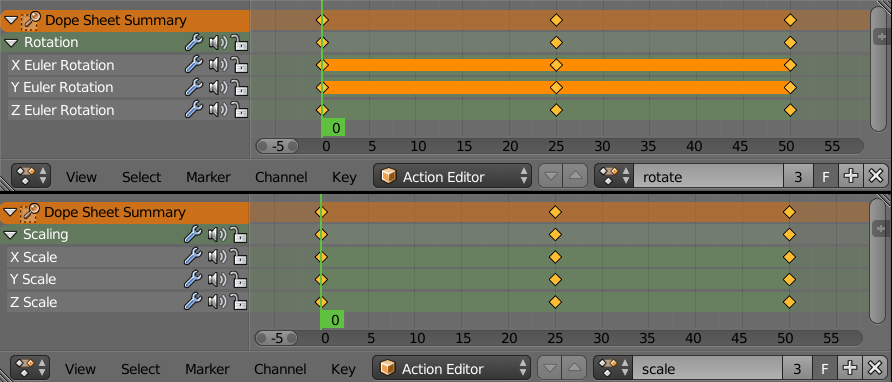 Dope Sheet Summary
Rotation
X Euler Rotation
Y Euler Rotation
Z Euler Rotation
0
-5 0 5 10 15 20 25 30 35 40 45 50 55
View Select Marker Channel Key Action Editor rotate 3 F
Dope Sheet Summary
Scaling
X Scale
Y Scale
Z Scale
0
-5 0 5 10 15 20 25 30 35 40 45 50 55
View Select Marker Channel Key Action Editor scale 3 F